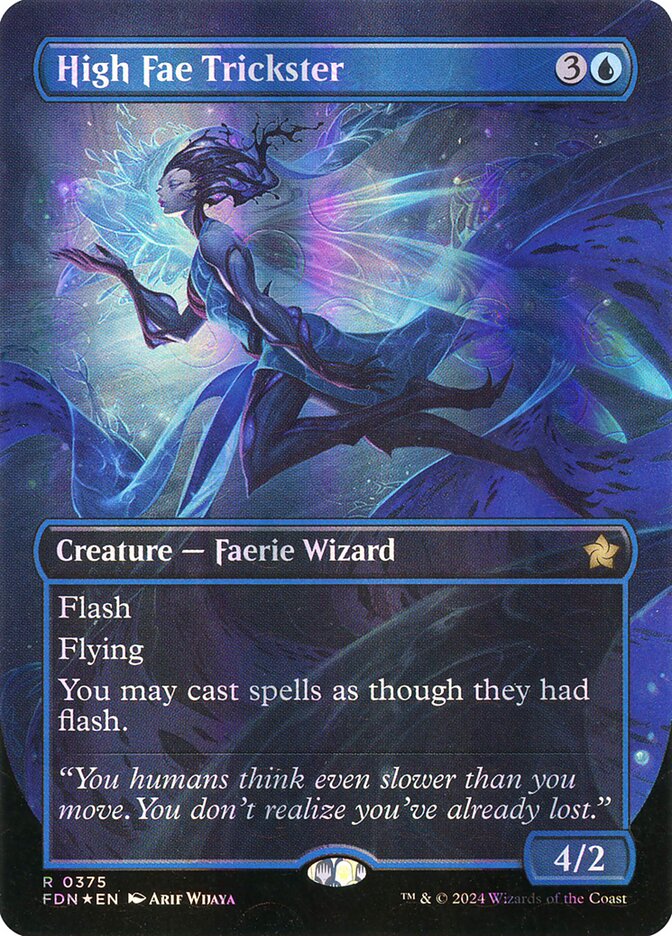 High Fae Trickster 3
Creature — Faerie Wizard
Flash
Flying
You may cast spells as though they had
flash.
“You humans think even slower than you
move. You don’t realize you’ve already lost.”
4/2
R 0375
FDN★EN Arif Wijaya ™ & © 2024 Wizards of the Coast